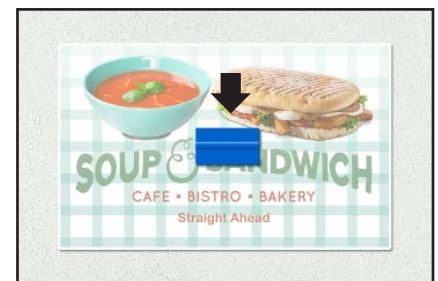 SOUP & SANDWICH
CAFE • BISTRO • BAKERY
Straight Ahead